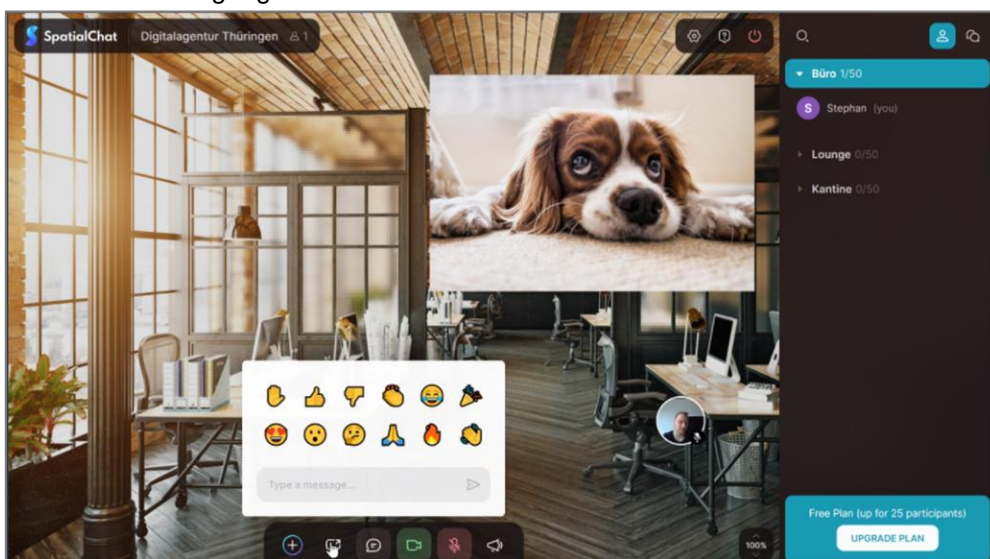 SpatialChat
Digitalagentur Thüringen 1
Büro 1/50
S Stephan (you)
Lounge 0/50
Kantine 0/50
Type a message...
Free Plan (up for 25 participants)
UPGRADE PLAN
100%